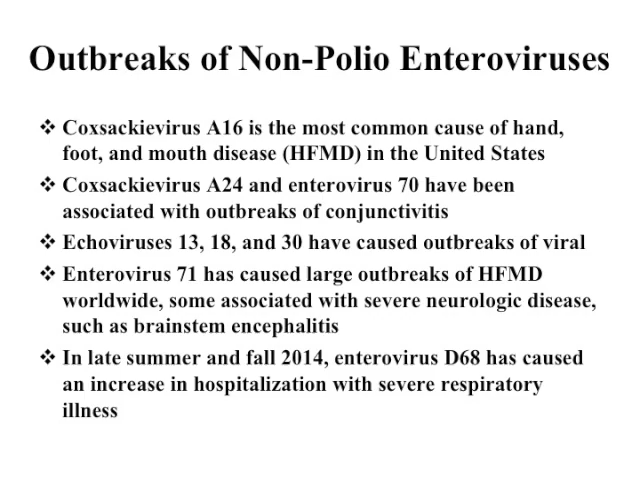 Outbreaks of Non-Polio Enteroviruses
❖ Coxsackievirus A16 is the most common cause of hand,
foot, and mouth disease (HFMD) in the United States
❖ Coxsackievirus A24 and enterovirus 70 have been
associated with outbreaks of conjunctivitis
❖ Echoviruses 13, 18, and 30 have caused outbreaks of viral
❖ Enterovirus 71 has caused large outbreaks of HFMD
worldwide, some associated with severe neurologic disease,
such as brainstem encephalitis
❖ In late summer and fall 2014, enterovirus D68 has caused
an increase in hospitalization with severe respiratory
illness